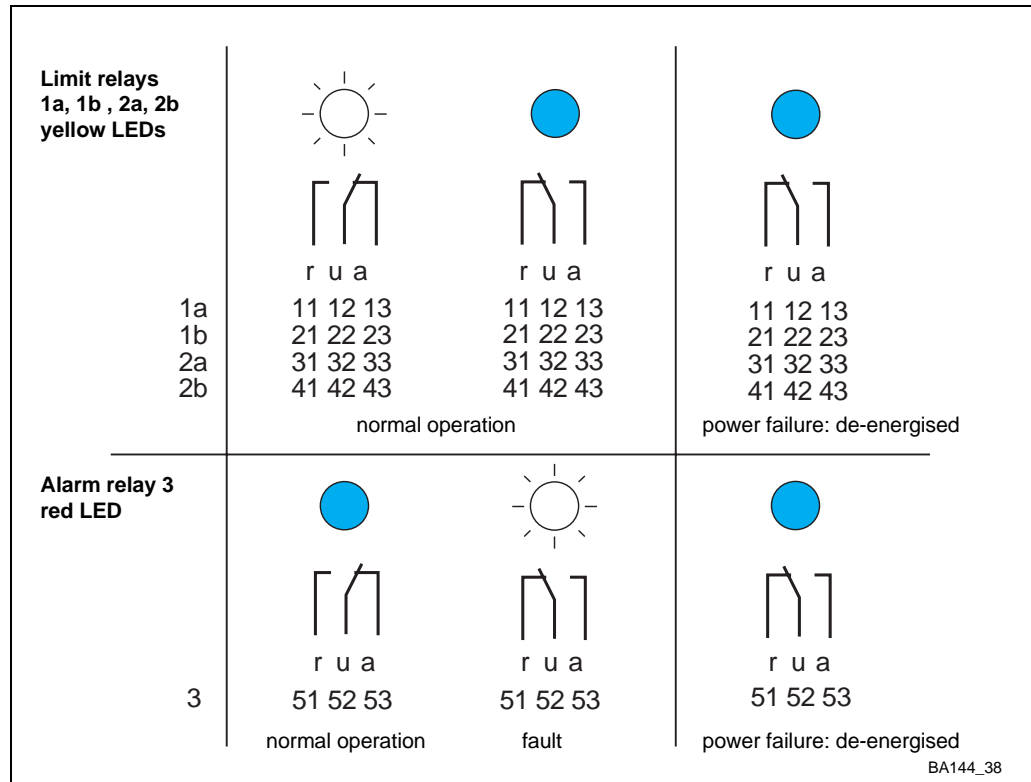 Limit relays
1a, 1b , 2a, 2b
yellow LEDs
r u a r u a r u a
1a 11 12 13 11 12 13 11 12 13
1b 21 22 23 21 22 23 21 22 23
2a 31 32 33 31 32 33 31 32 33
2b 41 42 43 41 42 43 41 42 43
normal operation power failure: de-energised
Alarm relay 3
red LED
r u a r u a r u a
3 51 52 53 51 52 53 51 52 53
normal operation fault power failure: de-energised
BA144_38